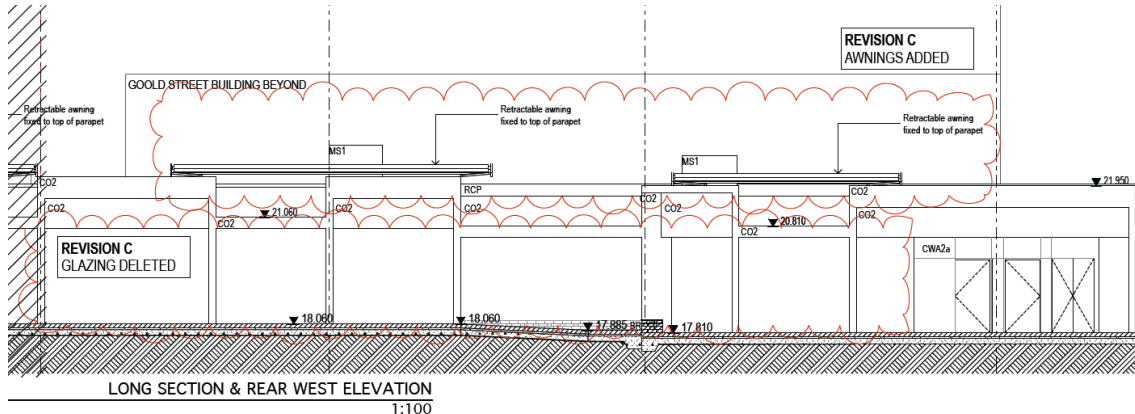 REVISION C
AWNINGS ADDED
GOOLD STREET BUILDING BEYOND
Retractable awning
fixed to top of parapet
Retractable awning
fixed to top of parapet
Retractable awning
fixed to top of parapet
MS1
MS1
CO2
RCP
CO2
CO2
21.950
CO2
CO2
CO2
CO2
CO2
21.060
CO2
20.810
CO2
REVISION C
GLAZING DELETED
CWA2a
18.060
18.060
17.885
17.810
LONG SECTION & REAR WEST ELEVATION
1:100